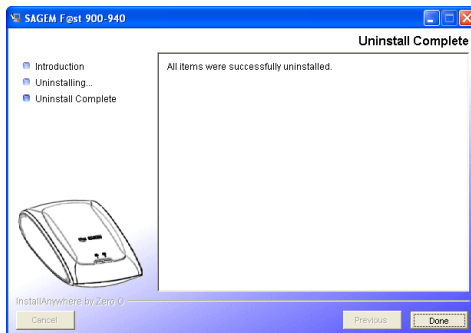 SAGEM F@st 900-940
Uninstall Complete
Introduction
Uninstalling...
Uninstall Complete
All items were successfully uninstalled.
InstallAnywhere by Zero G
Cancel
Previous
Done